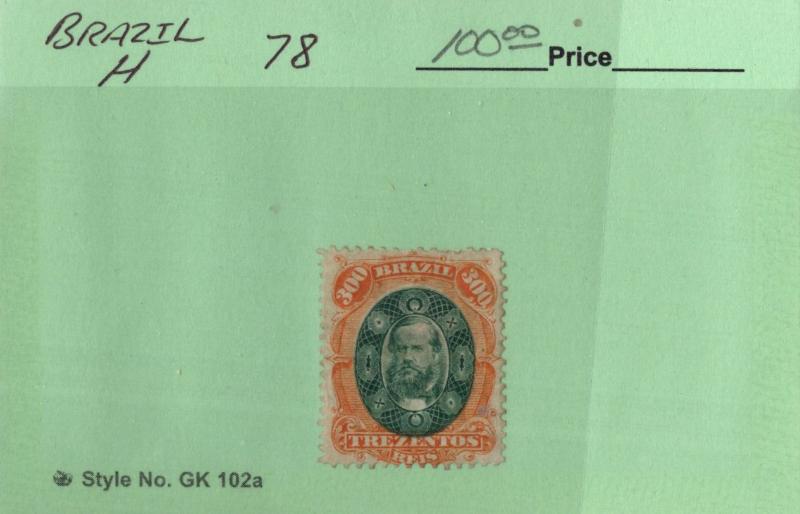 BRAZIL 78 100.00 Price
H
300 BRAZIL 300
TREZENTOS
REIS
Style No. GK 102a